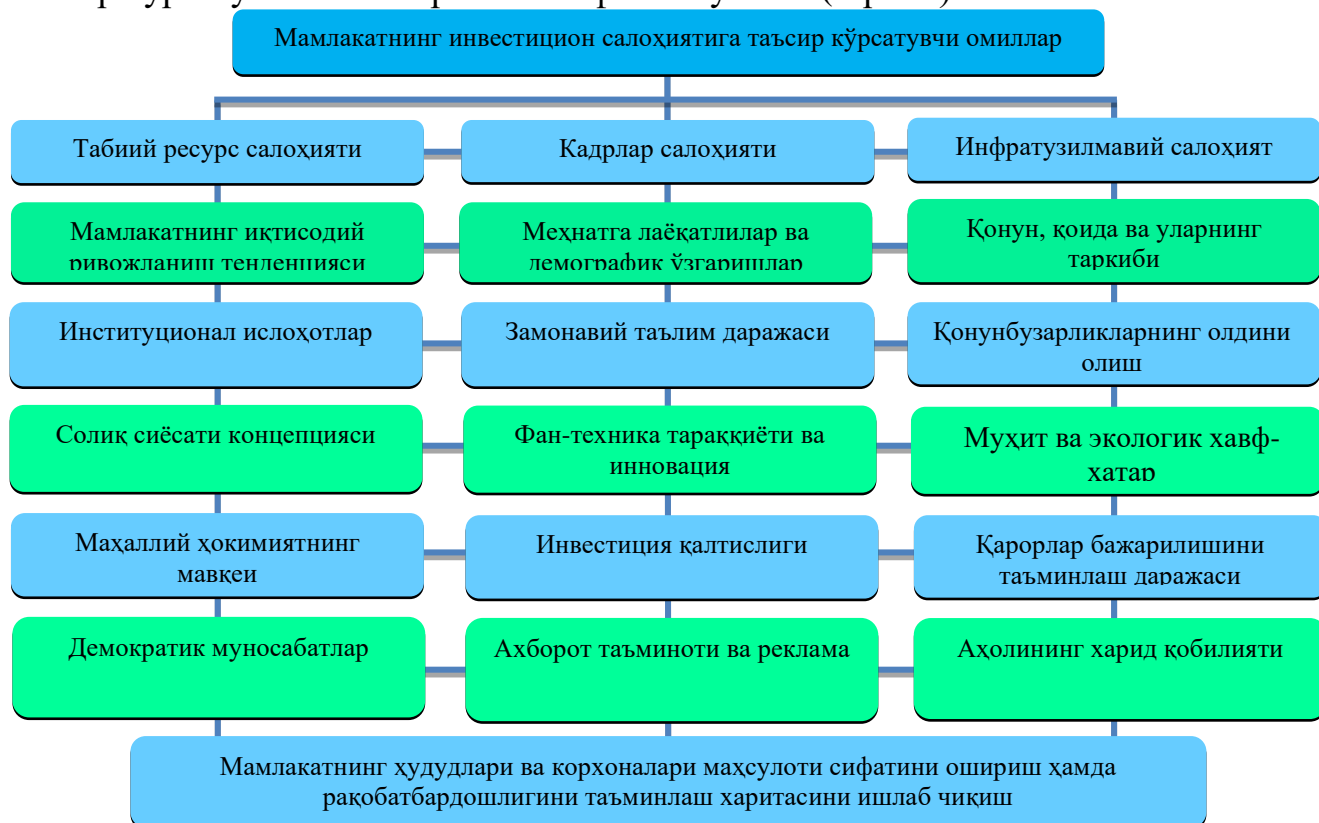 Мамлакатнинг инвестицион салоҳиятига таъсир кўрсатувчи омиллар
Табиий ресурс салоҳияти
Кадрлар салоҳияти
Инфратузилмавий салоҳият
Мамлакатнинг иқтисодий
ривожланиш тенденцияси
Меҳнатга лаёқатлилар ва
демографик ўзгаришлар
Қонун, қоида ва уларнинг
таркиби
Институционал ислоҳотлар
Замонавий таълим даражаси
Қонунбузарликларнинг олдини
олиш
Солиқ сиёсати концепцияси
Фан-техника тараққиёти ва
инновация
Муҳит ва экологик хавф-
хатар
Маҳаллий ҳокимиятнинг
мавқеи
Инвестиция қалтислиги
Қарорлар бажарилишини
таъминлаш даражаси
Демократик муносабатлар
Ахборот таъминоти ва реклама
Аҳолининг харид қобилияти
Мамлакатнинг ҳудудлари ва корхоналари маҳсулоти сифатини ошириш ҳамда
рақобатбардошлигини таъминлаш харитасини ишлаб чиқиш